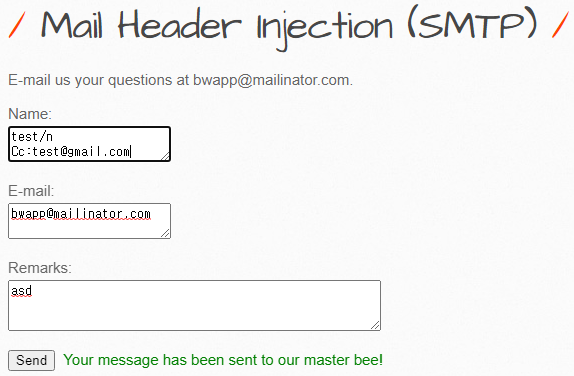 / Mail Header Injection (SMTP) /
E-mail us your questions at bwapp@mailinator.com.
Name:
test/n
Cc:test@gmail.com
E-mail:
bwapp@mailinator.com
Remarks:
asd
Send Your message has been sent to our master bee!